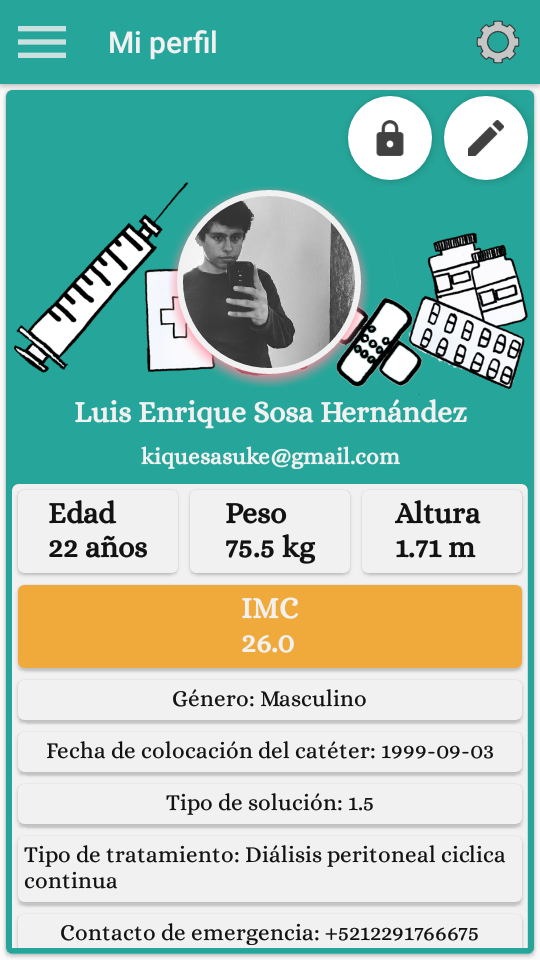 Mi perfil
Luis Enrique Sosa Hernández
kiquesasuke@gmail.com
Edad
22 años
Peso
75.5 kg
Altura
1.71 m
IMC
26.0
Género: Masculino
Fecha de colocación del catéter: 1999-09-03
Tipo de solución: 1.5
Tipo de tratamiento: Diálisis peritoneal ciclica
continua
Contacto de emergencia: +5212291766675